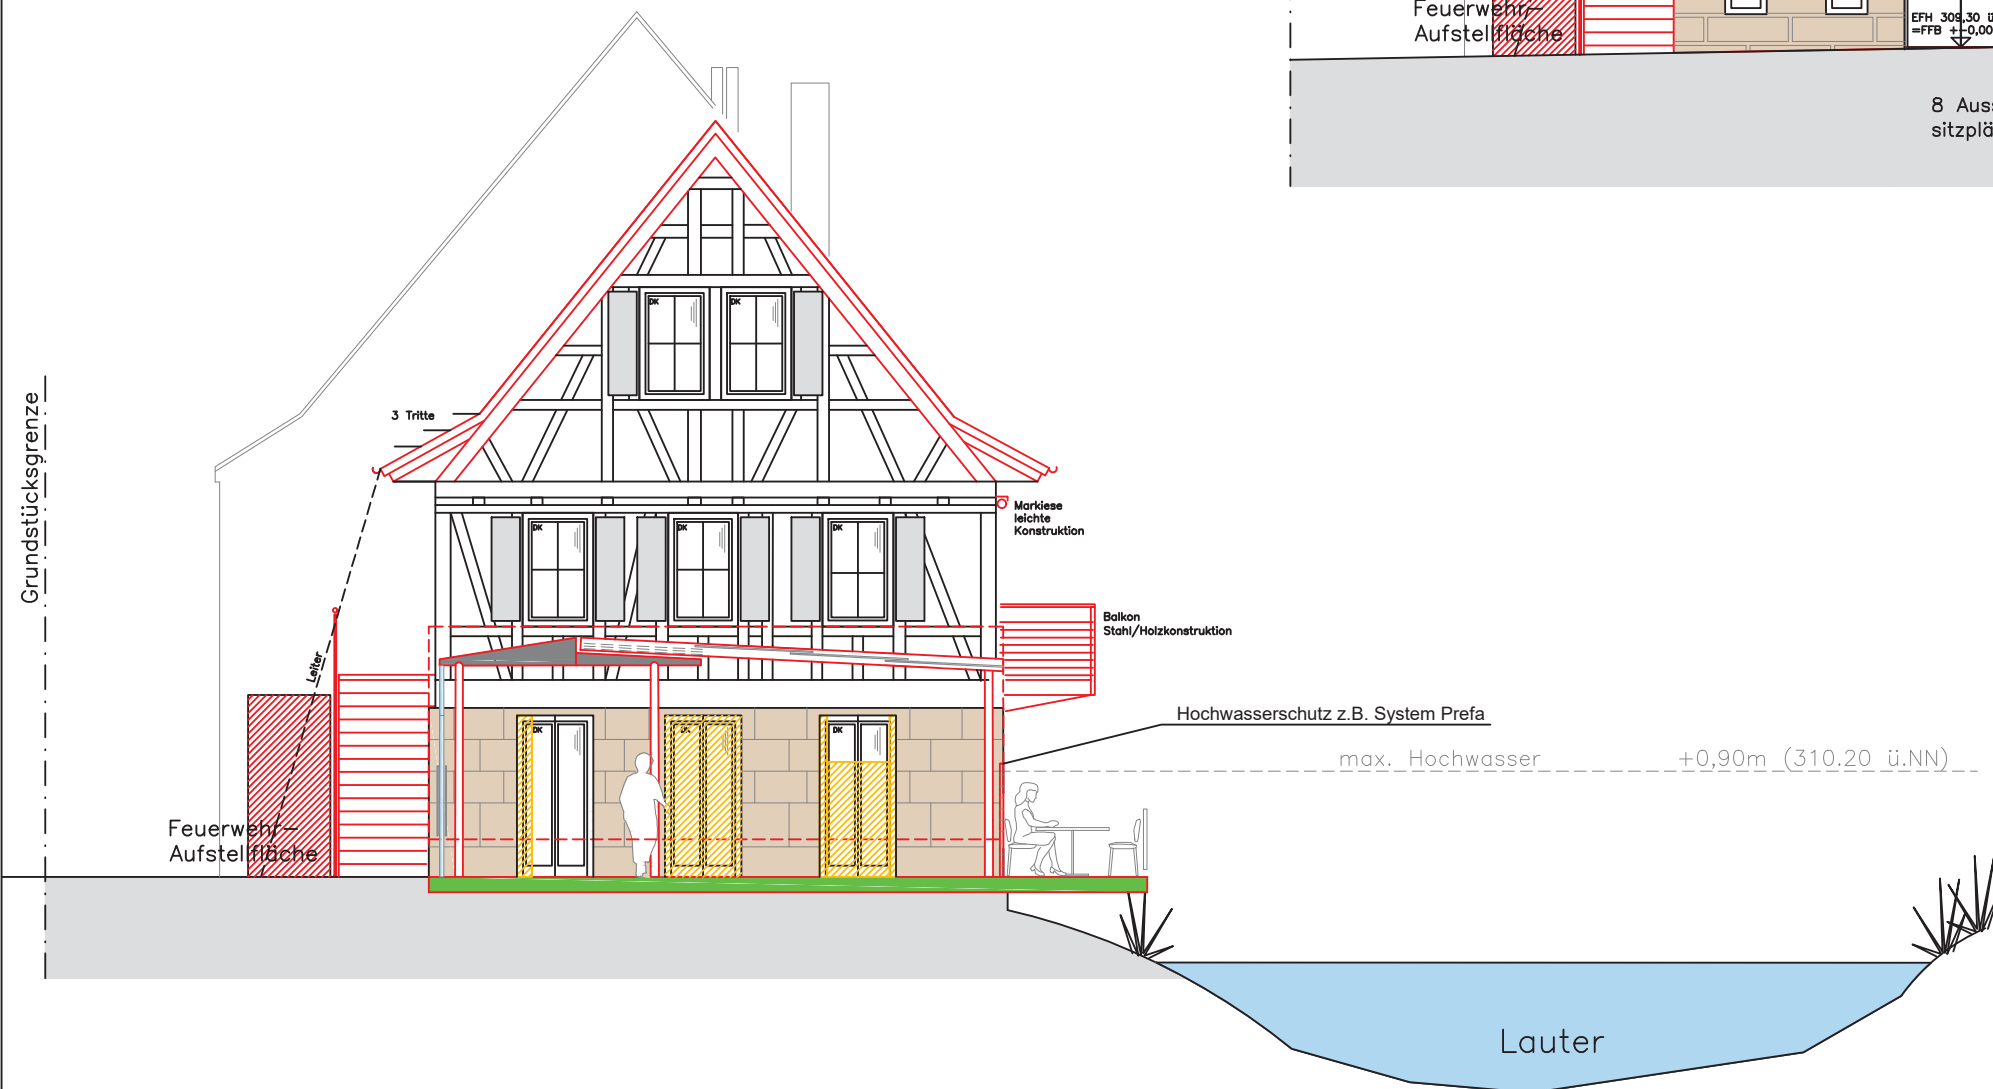 Feuerwehr-
Aufstellfläche
EFH 309,30 ü
=FFB +-0,00
8 Auss
sitzplä
Grundstücksgrenze
3 Tritte
DK
DK
Markiese
leichte
Konstruktion
DK
DK
DK
Balkon
Stahl/Holzkonstruktion
Leiter
Hochwasserschutz z.B. System Prefa
max. Hochwasser +0,90m (310.20 ü.NN)
DK
DK
DK
Feuerwehr-
Aufstellfläche
Lauter